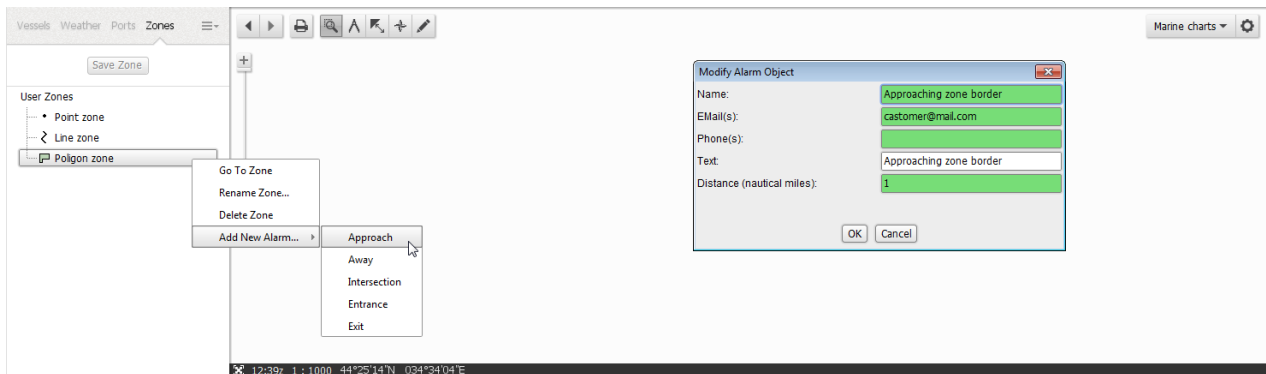 Vessels Weather Ports Zones
Marine charts
Save Zone
User Zones
Point zone
Line zone
Poligon zone
Go To Zone
Rename Zone...
Delete Zone
Add New Alarm...
Approach
Away
Intersection
Entrance
Exit
Modify Alarm Object
Name: Approaching zone border
EMail(s): castomer@mail.com
Phone(s):
Text: Approaching zone border
Distance (nautical miles): 1
OK Cancel
12:39z 1 : 1000 44°25'14"N 034°34'04"E